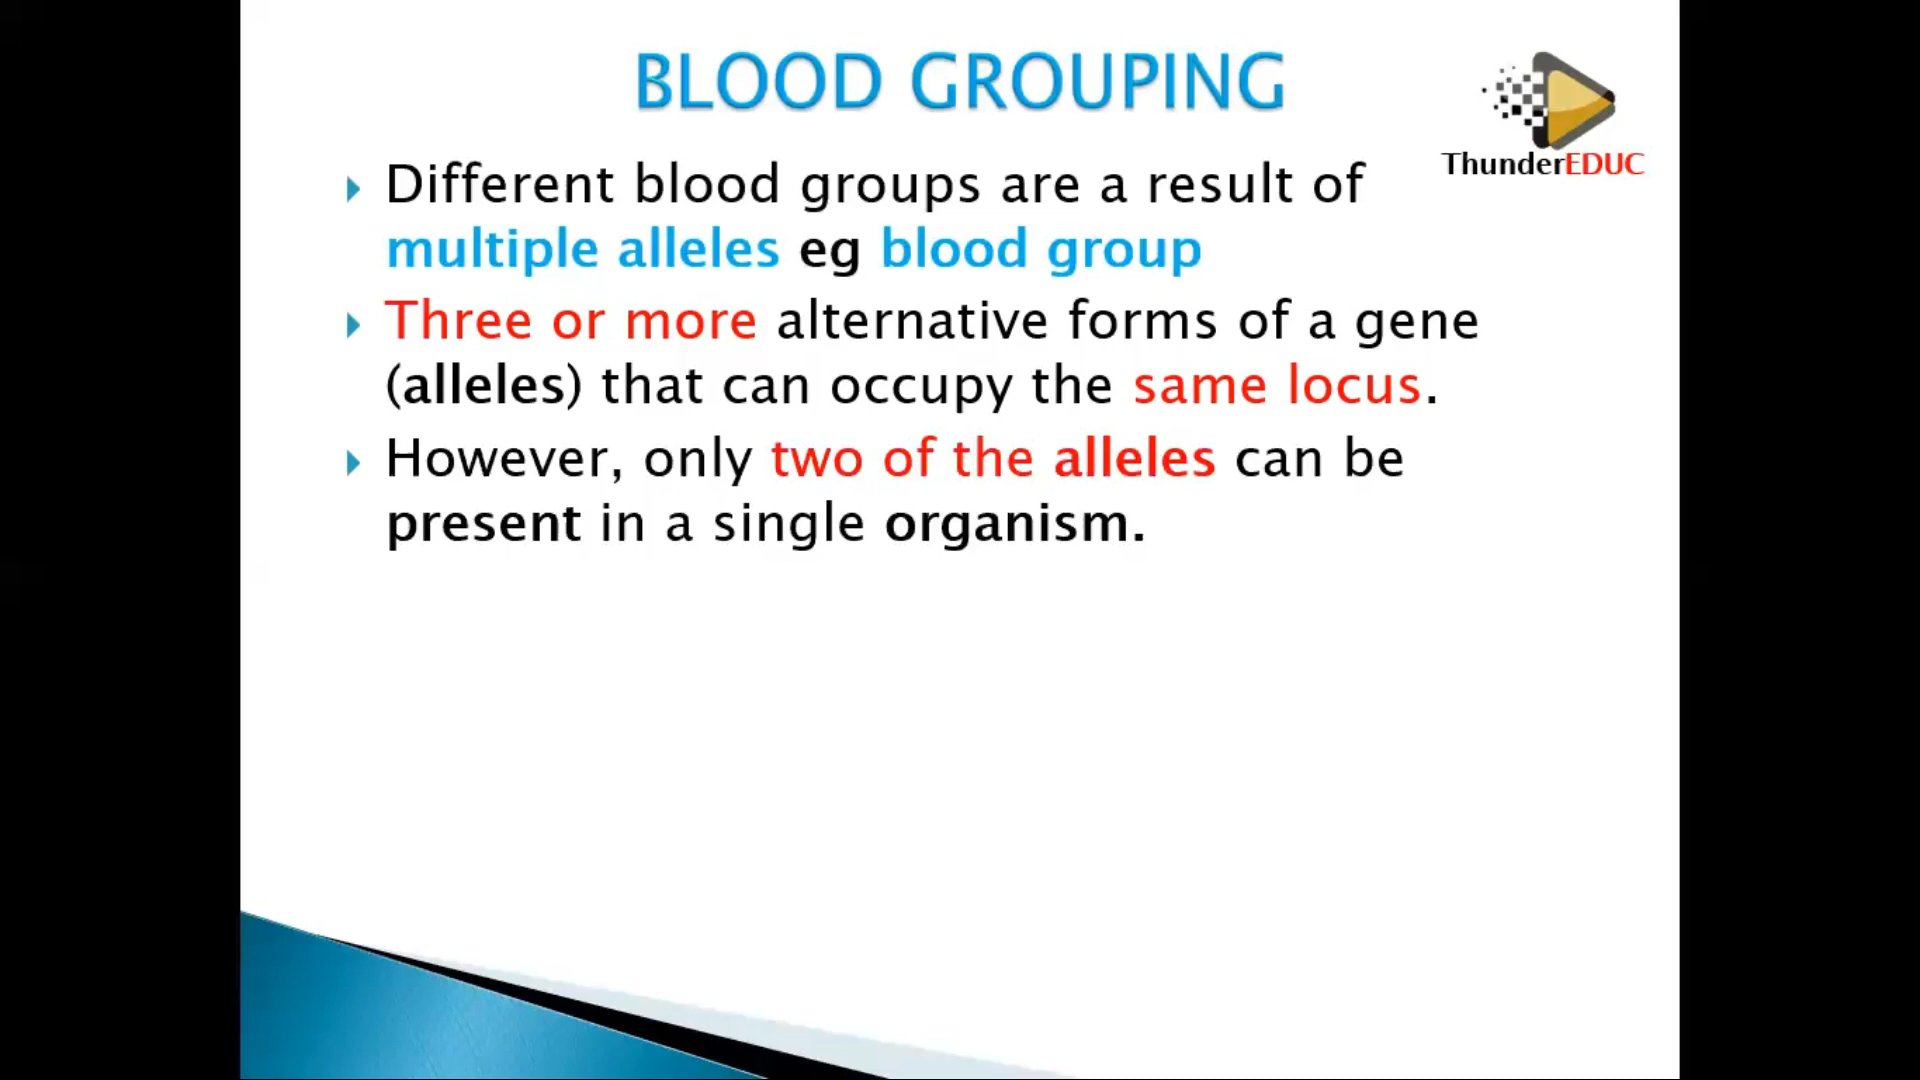 BLOOD GROUPING
ThunderEDUC
Different blood groups are a result of
multiple alleles eg blood group
Three or more alternative forms of a gene
(alleles) that can occupy the same locus.
However, only two of the alleles can be
present in a single organism.